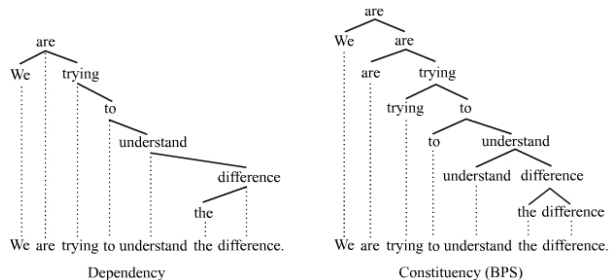 are
We are
are trying
trying to
to understand
understand difference
the difference
We are trying to understand the difference.
Constituency (BPS)
are
We trying
to
understand
difference
the
We are trying to understand the difference.
Dependency